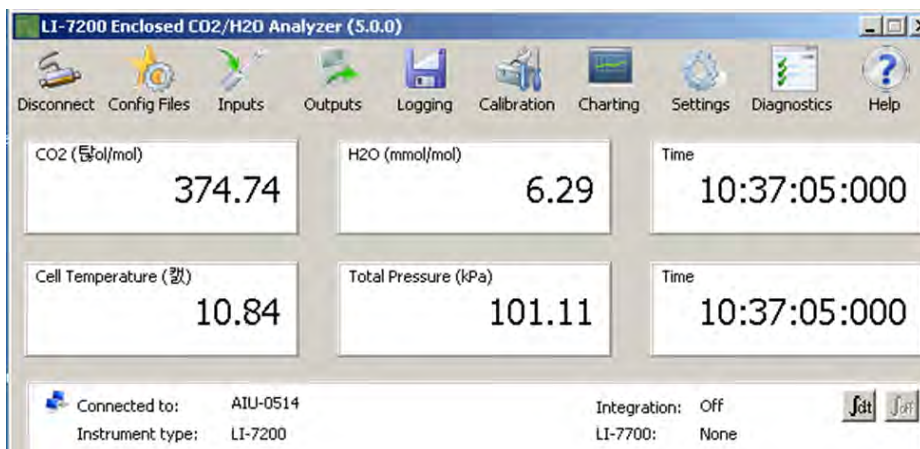 LI-7200 Enclosed CO2/H2O Analyzer (5.0.0)
Disconnect Config Files Inputs Outputs Logging Calibration Charting Settings Diagnostics Help
CO2 (탆ol/mol) H2O (mmol/mol) Time
374.74 6.29 10:37:05:000
Cell Temperature (캜) Total Pressure (kPa) Time
10.84 101.11 10:37:05:000
Connected to: AIU-0514 Integration: Off ∫dt ∫off
Instrument type: LI-7200 LI-7700: None